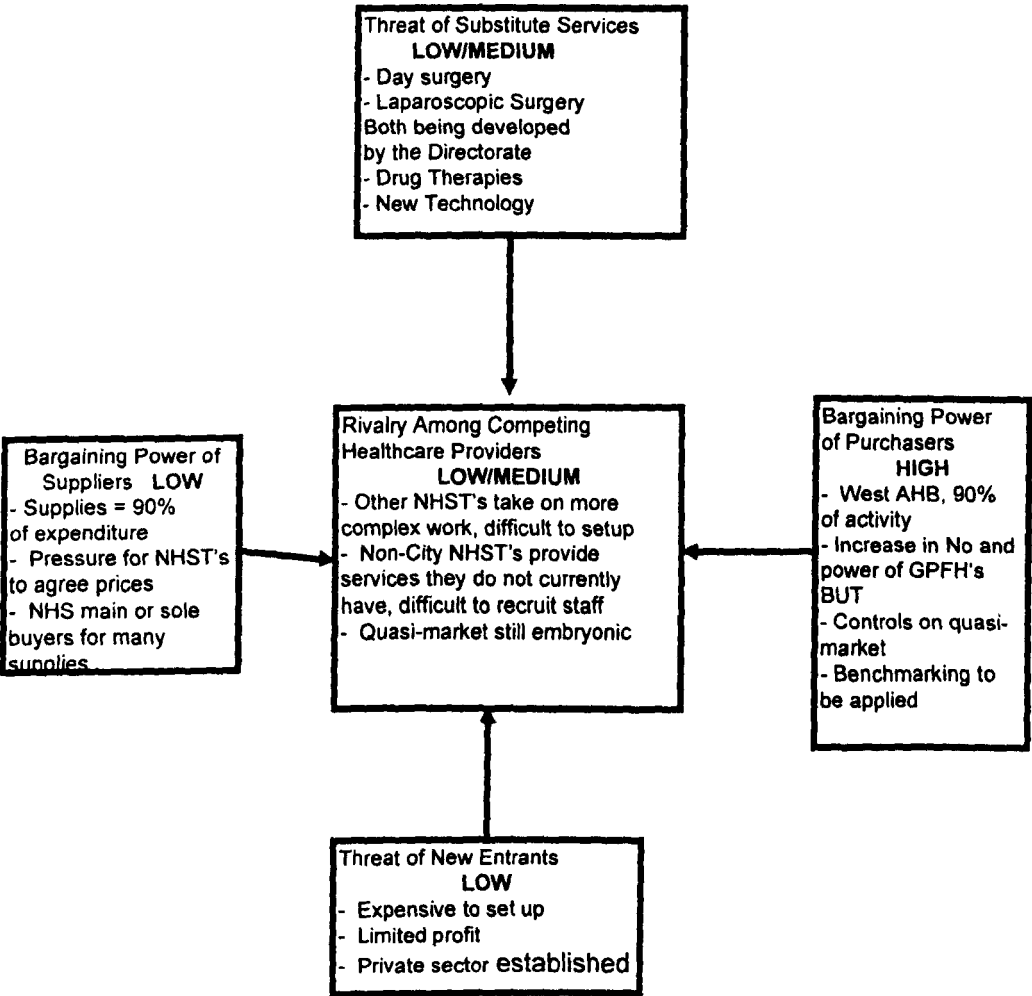 Threat of Substitute Services
LOW/MEDIUM
- Day surgery
- Laparoscopic Surgery
Both being developed
by the Directorate
- Drug Therapies
- New Technology
Bargaining Power of
Suppliers LOW
- Supplies = 90%
of expenditure
- Pressure for NHST's
to agree prices
- NHS main or sole
buyers for many
supplies
Rivalry Among Competing
Healthcare Providers
LOW/MEDIUM
- Other NHST's take on more
complex work, difficult to setup
- Non-City NHST's provide
services they do not currently
have, difficult to recruit staff
- Quasi-market still embryonic
Bargaining Power
of Purchasers
HIGH
- West AHB, 90%
of activity
- Increase in No and
power of GPFH's
BUT
- Controls on quasi-
market
- Benchmarking to
be applied
Threat of New Entrants
LOW
- Expensive to set up
- Limited profit
- Private sector established